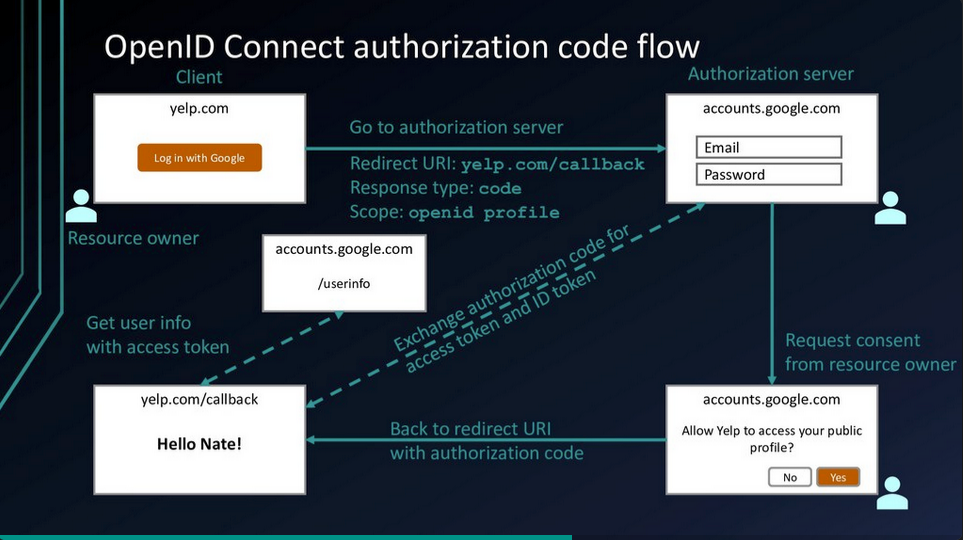 OpenID Connect authorization code flow
Client
Authorization server
yelp.com
Log in with Google
Go to authorization server
Redirect URI: yelp.com/callback
Response type: code
Scope: openid profile
accounts.google.com
Email
Password
Resource owner
accounts.google.com
/userinfo
Exchange authorization code for
access token and ID token
Get user info
with access token
Request consent
from resource owner
yelp.com/callback
Hello Nate!
Back to redirect URI
with authorization code
accounts.google.com
Allow Yelp to access your public
profile?
No
Yes